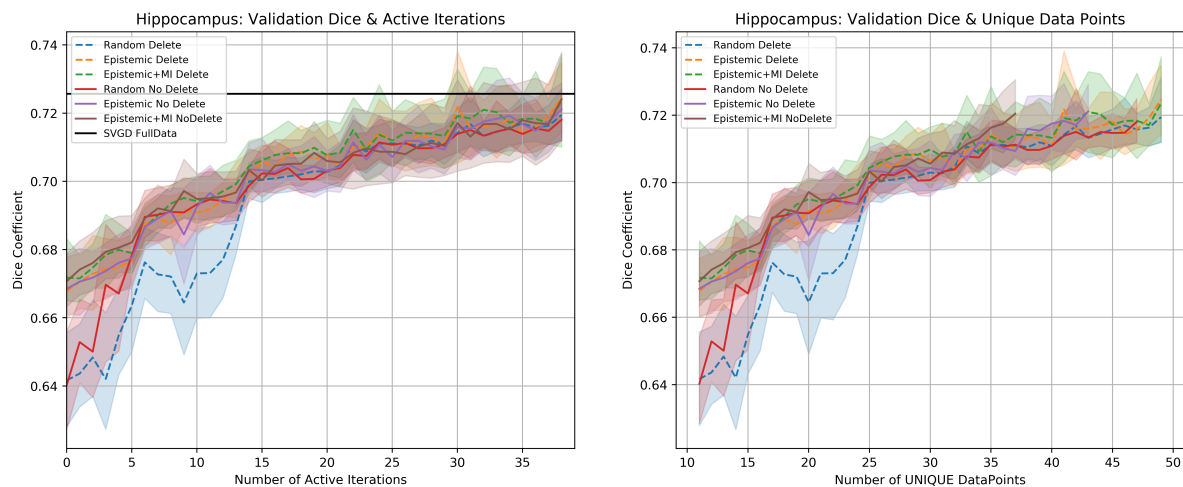 Hippocampus: Validation Dice & Active Iterations
0.74
0.72
0.70
0.68
0.66
0.64
Dice Coefficient
Random Delete
Epistemic Delete
Epistemic+MI Delete
Random No Delete
Epistemic No Delete
Epistemic+MI NoDelete
SVGD FullData
0
5
10
15
20
25
30
35
Number of Active Iterations
Hippocampus: Validation Dice & Unique Data Points
0.74
0.72
0.70
0.68
0.66
0.64
Dice Coefficient
Random Delete
Epistemic Delete
Epistemic+MI Delete
Random No Delete
Epistemic No Delete
Epistemic+MI NoDelete
10
15
20
25
30
35
40
45
50
Number of UNIQUE DataPoints